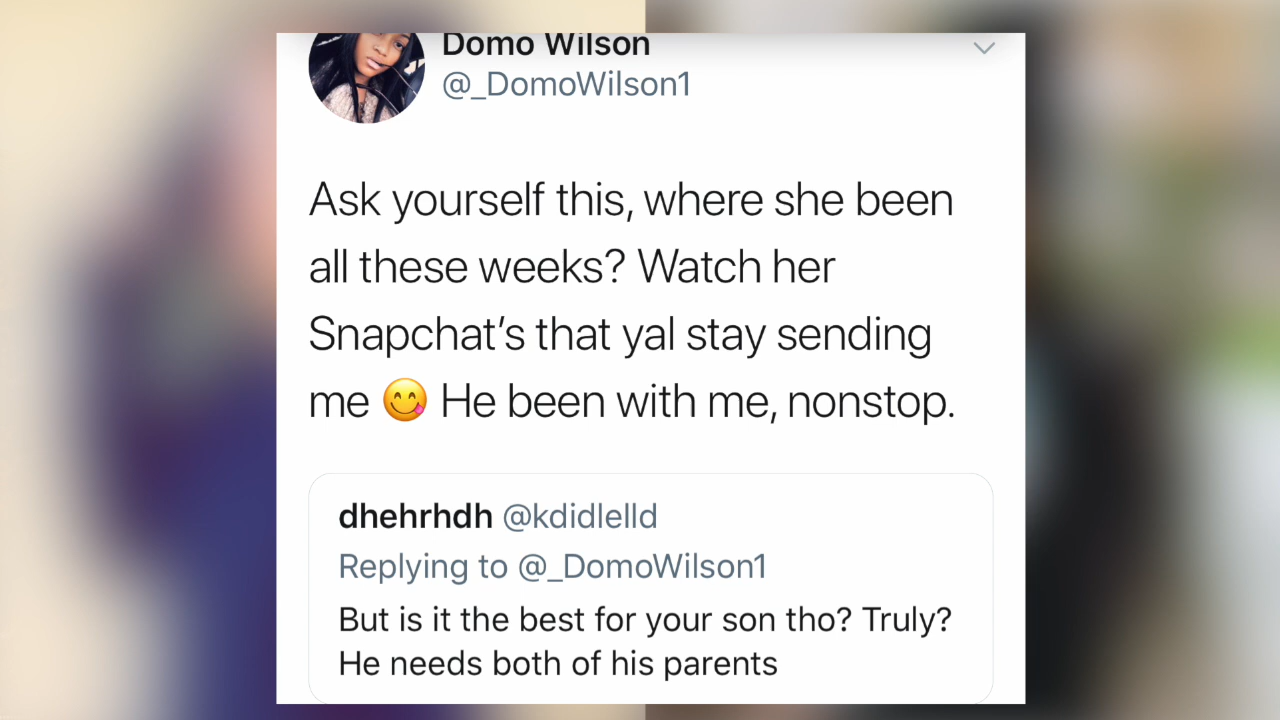 Domo Wilson
@_DomoWilson1
Ask yourself this, where she been
all these weeks? Watch her
Snapchat's that yal stay sending
me 😋 He been with me, nonstop.
dhehrhdh @kdidlelld
Replying to @_DomoWilson1
But is it the best for your son tho? Truly?
He needs both of his parents